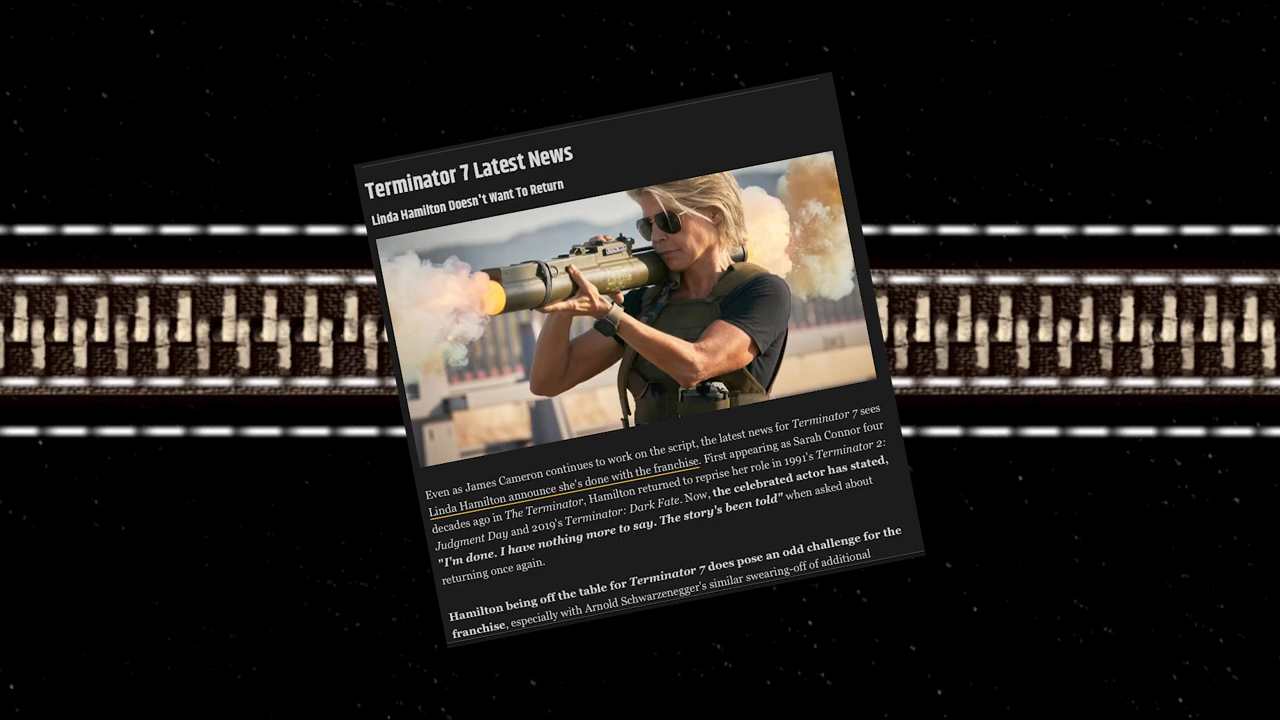 Terminator 7 Latest News
Linda Hamilton Doesn't Want To Return
Even as James Cameron continues to work on the script, the latest news for Terminator 7 sees
Linda Hamilton announce she's done with the franchise. First appearing as Sarah Connor four
decades ago in The Terminator, Hamilton returned to reprise her role in 1991's Terminator 2:
Judgment Day and 2019's Terminator: Dark Fate. Now, the celebrated actor has stated,
"I'm done. I have nothing more to say. The story's been told" when asked about
returning once again.
Hamilton being off the table for Terminator 7 does pose an odd challenge for the
franchise, especially with Arnold Schwarzenegger's similar swearing-off of additional